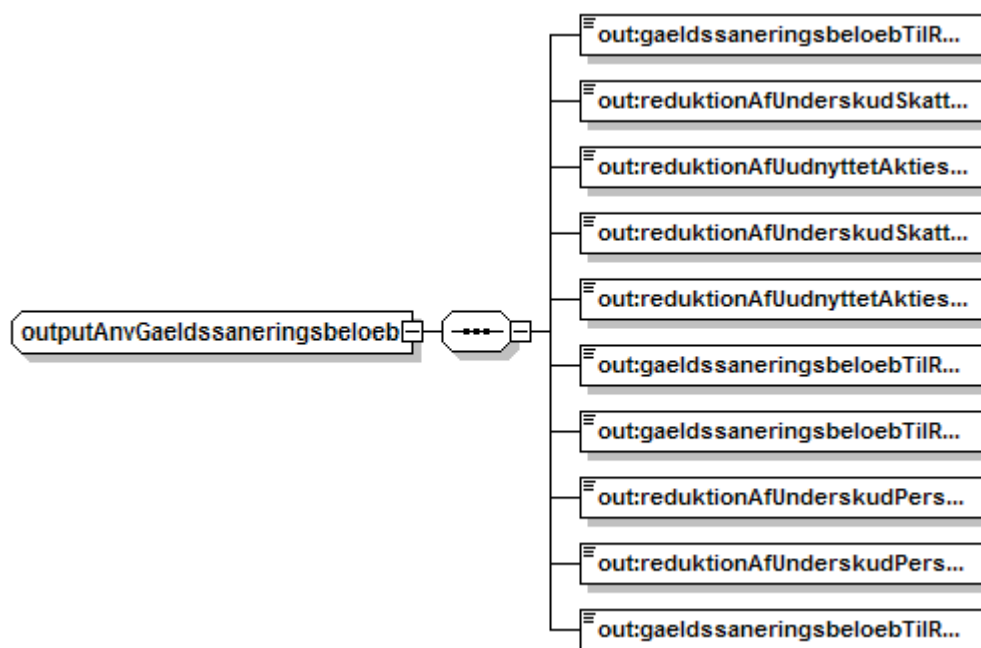 out:gaeldssaneringsbeloebTilR...
out:reduktionAfUnderskudSkatt...
out:reduktionAfUudnyttetAkties...
out:reduktionAfUnderskudSkatt...
out:reduktionAfUudnyttetAkties...
outputAnvGaeldssaneringsbeloeb
out:gaeldssaneringsbeloebTilR...
out:gaeldssaneringsbeloebTilR...
out:reduktionAfUnderskudPers...
out:reduktionAfUnderskudPers...
out:gaeldssaneringsbeloebTilR...